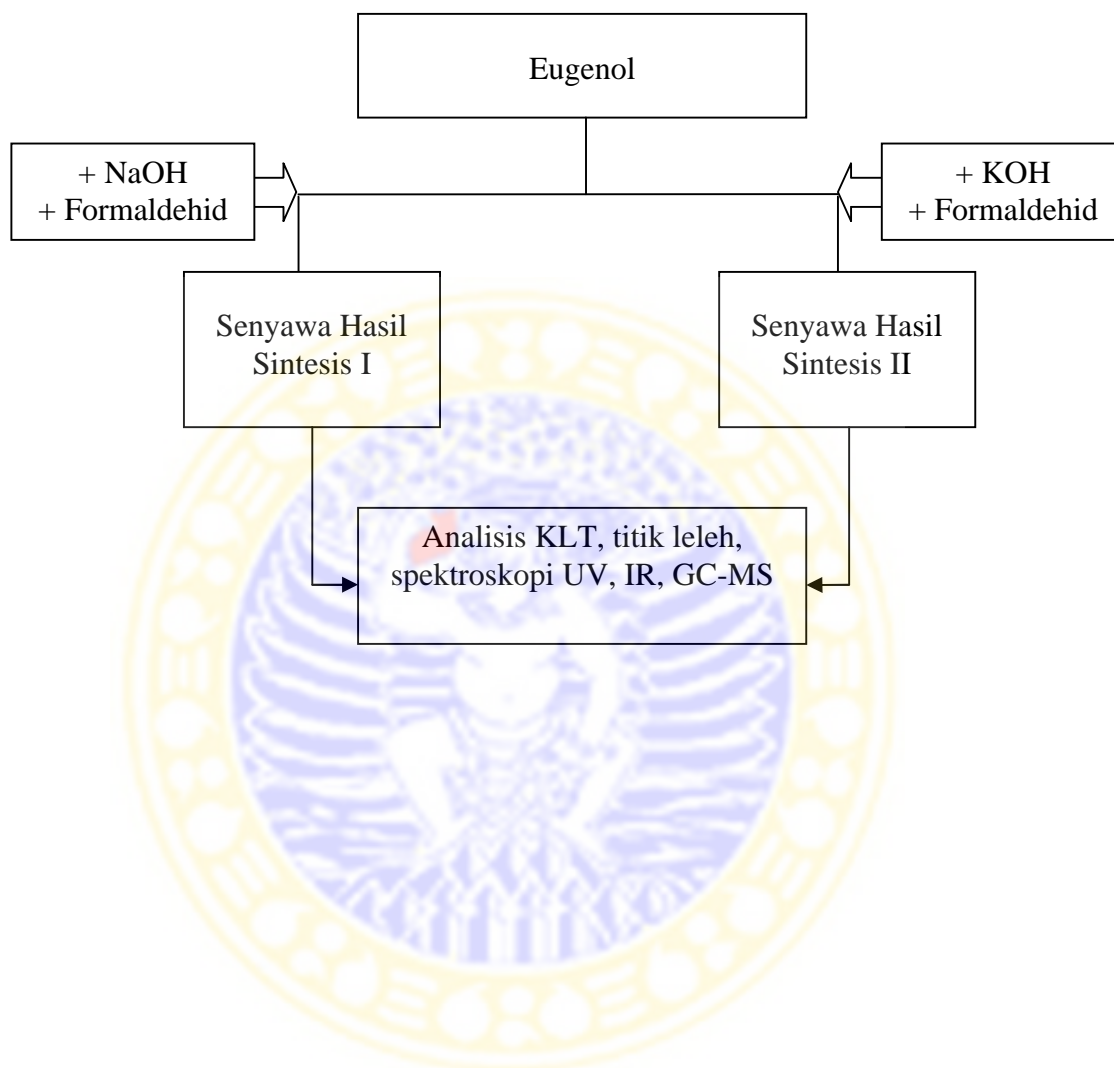 Eugenol
+ NaOH
+ Formaldehid
+ KOH
+ Formaldehid
Senyawa Hasil
Sintesis I
Senyawa Hasil
Sintesis II
Analisis KLT, titik leleh,
spektroskopi UV, IR, GC-MS